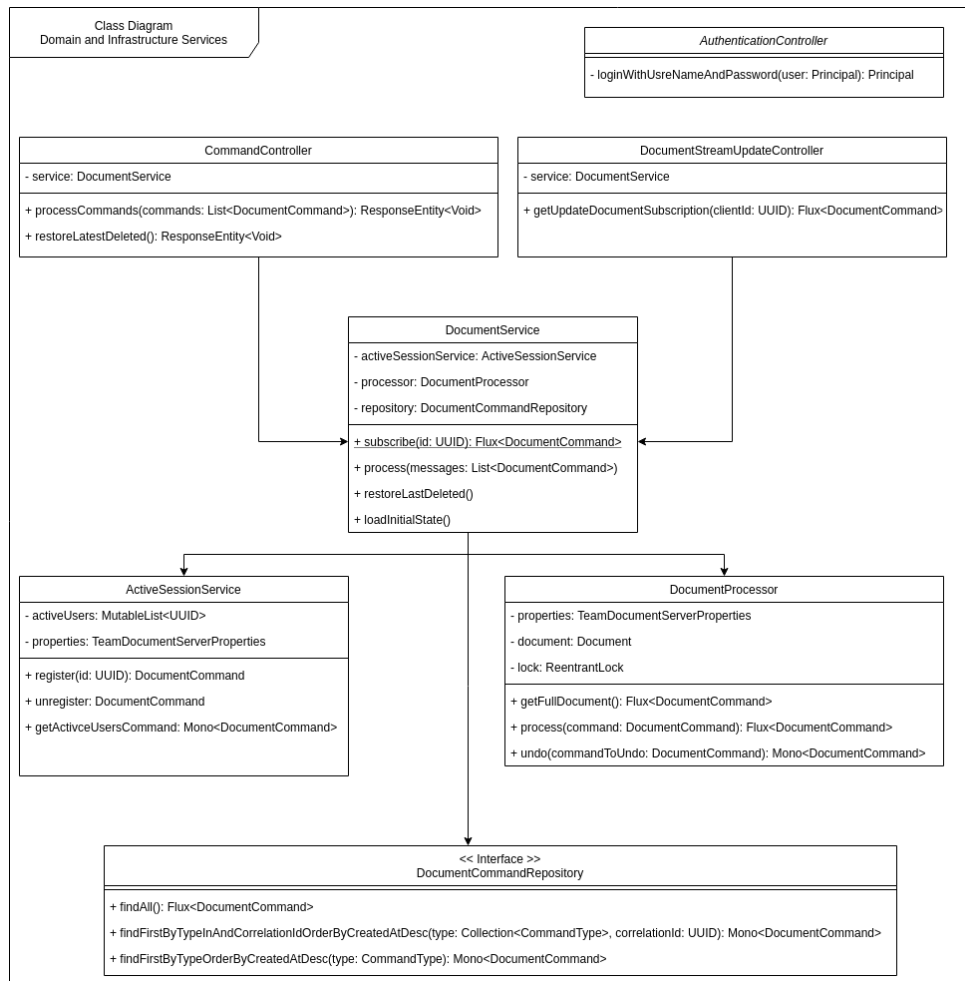 Class Diagram
Domain and Infrastructure Services
AuthenticationController
- loginWithUsreNameAndPassword(user: Principal): Principal
CommandController
- service: DocumentService
+ processCommands(commands: List<DocumentCommand>): ResponseEntity<Void>
+ restoreLatestDeleted(): ResponseEntity<Void>
DocumentStreamUpdateController
- service: DocumentService
+ getUpdateDocumentSubscription(clientId: UUID): Flux<DocumentCommand>
DocumentService
- activeSessionService: ActiveSessionService
- processor: DocumentProcessor
- repository: DocumentCommandRepository
+ subscribe(id: UUID): Flux<DocumentCommand>
+ process(messages: List<DocumentCommand>)
+ restoreLastDeleted()
+ loadInitialState()
ActiveSessionService
- activeUsers: MutableList<UUID>
- properties: TeamDocumentServerProperties
+ register(id: UUID): DocumentCommand
+ unregister: DocumentCommand
+ getActivceUsersCommand: Mono<DocumentCommand>
DocumentProcessor
- properties: TeamDocumentServerProperties
- document: Document
- lock: ReentrantLock
+ getFullDocument(): Flux<DocumentCommand>
+ process(command: DocumentCommand): Flux<DocumentCommand>
+ undo(commandToUndo: DocumentCommand): Mono<DocumentCommand>
<< Interface >>
DocumentCommandRepository
+ findAll(): Flux<DocumentCommand>
+ findFirstByTypeInAndCorrelationIdOrderByCreatedAtDesc(type: Collection<CommandType>, correlationId: UUID): Mono<DocumentCommand>
+ findFirstByTypeOrderByCreatedAtDesc(type: CommandType): Mono<DocumentCommand>